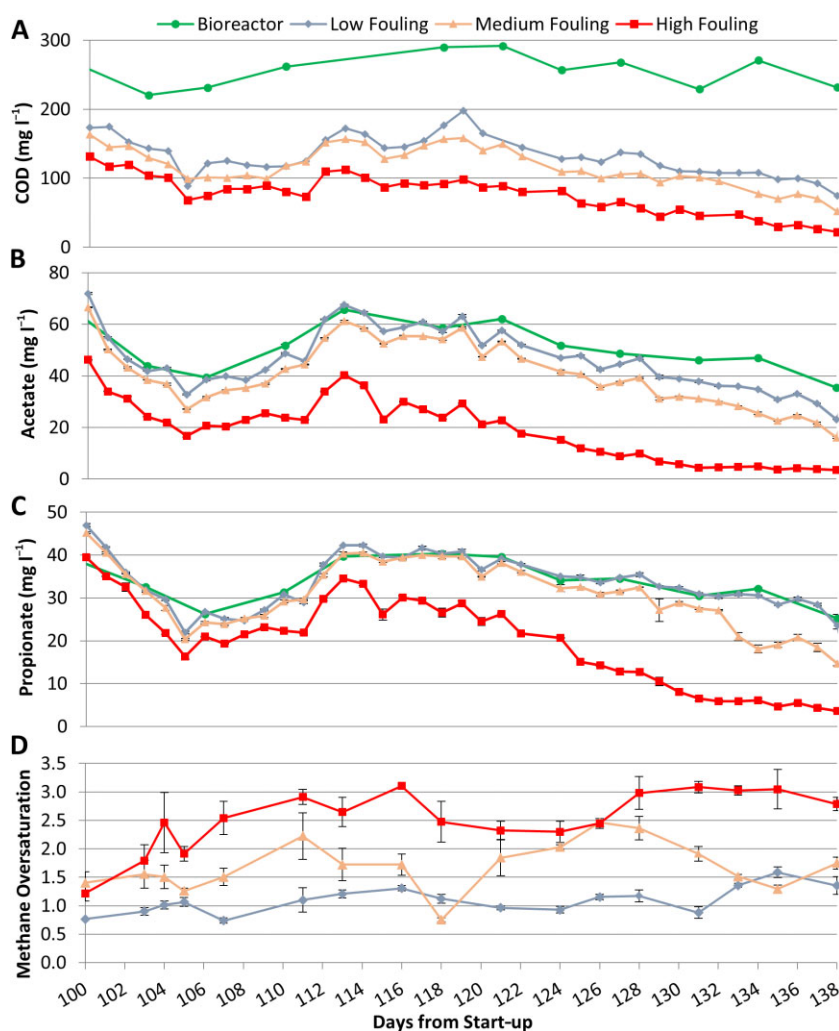 Bioreactor Low Fouling Medium Fouling High Fouling
A
COD (mg l⁻¹)
300
200
100
0
B
Acetate (mg l⁻¹)
80
60
40
20
0
C
Propionate (mg l⁻¹)
50
40
30
20
10
0
D
Methane Oversaturation
3.5
3.0
2.5
2.0
1.5
1.0
0.5
0.0
100 102 104 106 108 110 112 114 116 118 120 122 124 126 128 130 132 134 136 138
Days from Start-up